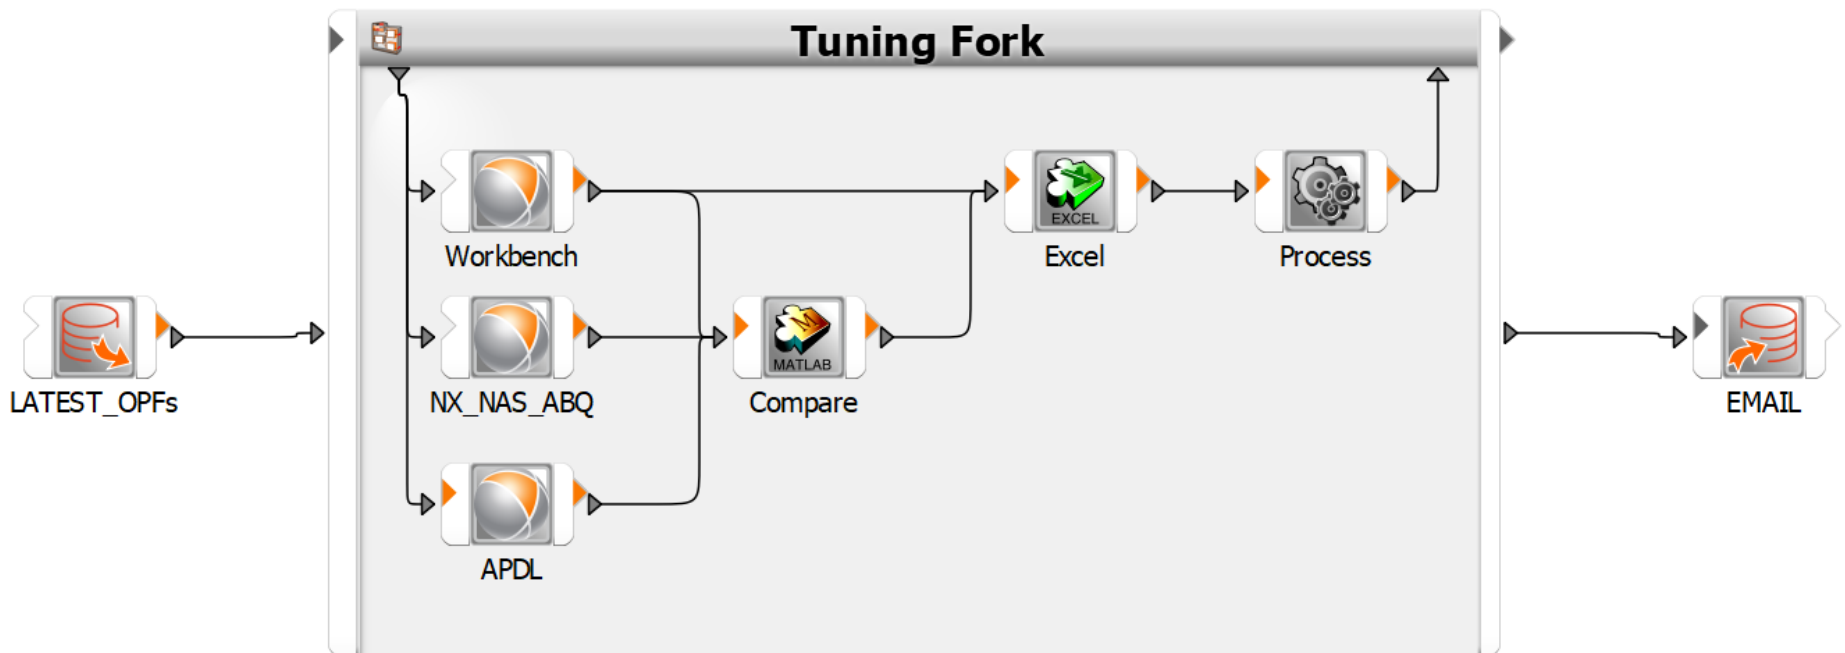 Tuning Fork
Workbench
EXCEL
Excel
Process
LATEST_OPFs
NX_NAS_ABQ
M
MATLAB
Compare
EMAIL
APDL